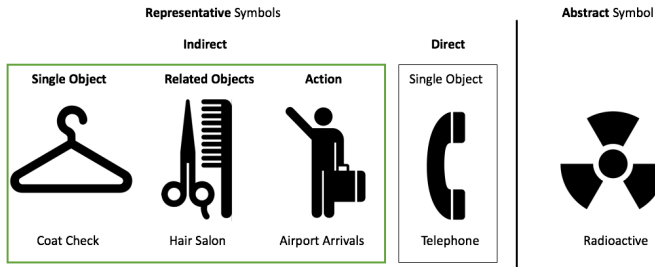 Representative Symbols
Abstract Symbol
Indirect
Direct
Single Object
Related Objects
Action
Single Object
Coat Check
Hair Salon
Airport Arrivals
Telephone
Radioactive